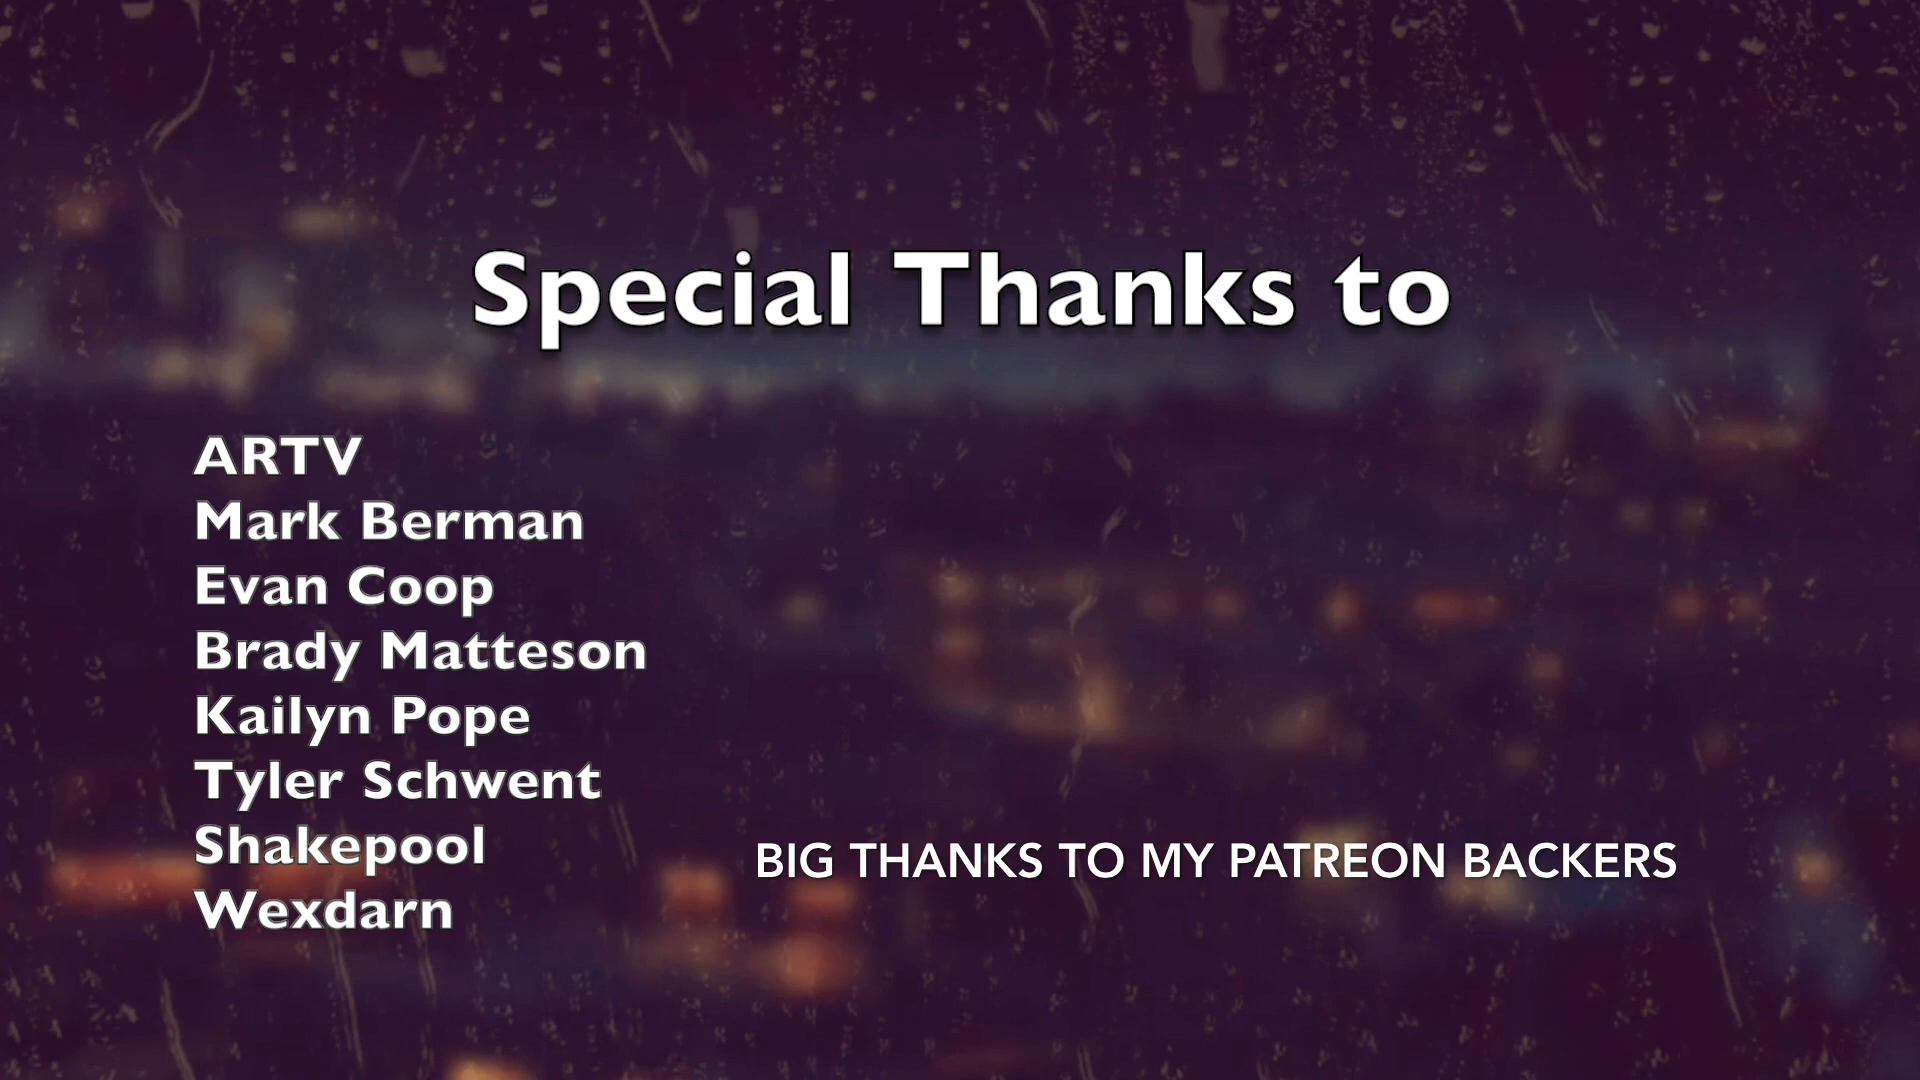 Special Thanks to
ARTV
Mark Berman
Evan Coop
Brady Matteson
Kailyn Pope
Tyler Schwent
Shakepool
Wexdarn
BIG THANKS TO MY PATREON BACKERS